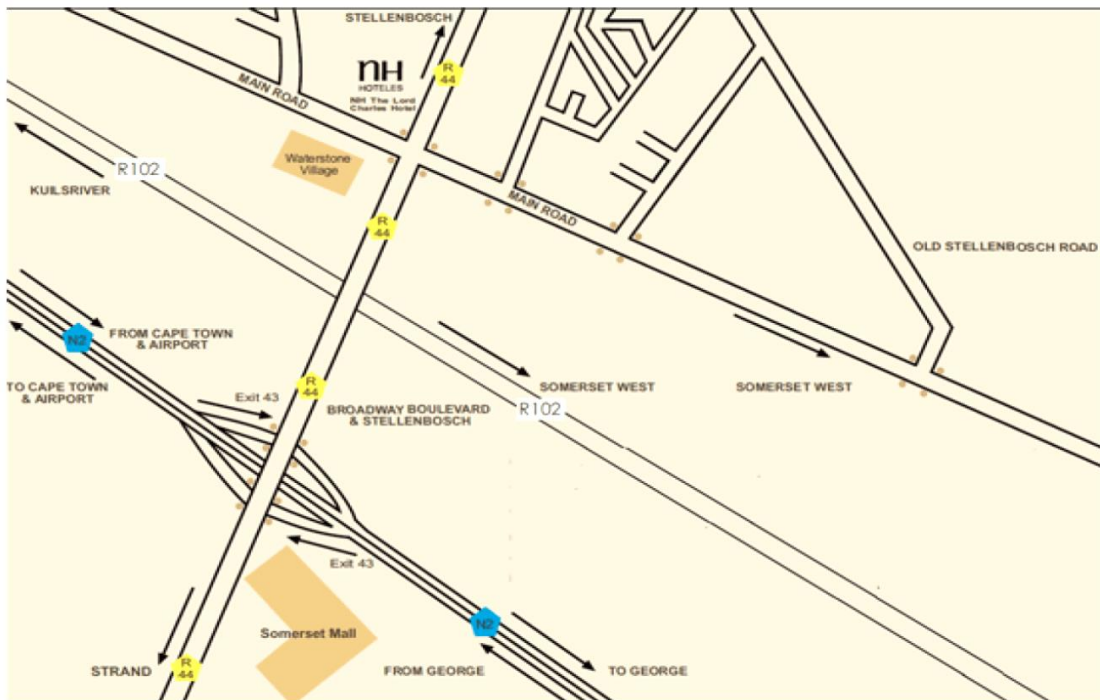 STELLENBOSCH
nH
HOTELES
NH The Lord
Charles Hotel
R
44
MAIN ROAD
Waterstone
Village
R102
KUILSRIVER
R
44
MAIN ROAD
OLD STELLENBOSCH ROAD
N2
FROM CAPE TOWN
& AIRPORT
TO CAPE TOWN
& AIRPORT
Exit 43
R
44
BROADWAY BOULEVARD
& STELLENBOSCH
SOMERSET WEST
R102
SOMERSET WEST
Exit 43
Somerset Mall
N2
STRAND
R
44
FROM GEORGE
TO GEORGE